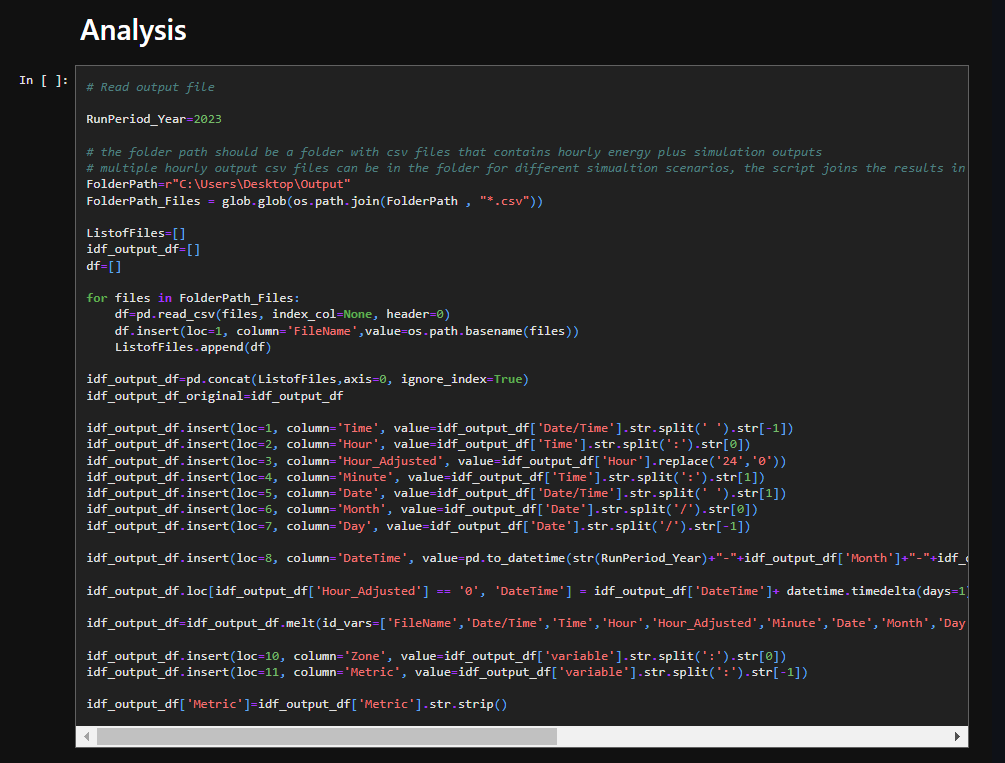 Analysis
In [ ]:
# Read output file
RunPeriod_Year=2023
# the folder path should be a folder with csv files that contains hourly energy plus simulation outputs
# multiple hourly output csv files can be in the folder for different simualtion scenarios, the script joins the results in
FolderPath=r"C:\Users\Desktop\Output"
FolderPath_Files = glob.glob(os.path.join(FolderPath , "*.csv"))
ListofFiles=[]
idf_output_df=[]
df=[]
for files in FolderPath_Files:
    df=pd.read_csv(files, index_col=None, header=0)
    df.insert(loc=1, column='FileName',value=os.path.basename(files))
    ListofFiles.append(df)
idf_output_df=pd.concat(ListofFiles,axis=0, ignore_index=True)
idf_output_df_original=idf_output_df
idf_output_df.insert(loc=1, column='Time', value=idf_output_df['Date/Time'].str.split(' ').str[-1])
idf_output_df.insert(loc=2, column='Hour', value=idf_output_df['Time'].str.split(':').str[0])
idf_output_df.insert(loc=3, column='Hour_Adjusted', value=idf_output_df['Hour'].replace('24','0'))
idf_output_df.insert(loc=4, column='Minute', value=idf_output_df['Time'].str.split(':').str[1])
idf_output_df.insert(loc=5, column='Date', value=idf_output_df['Date/Time'].str.split(' ').str[1])
idf_output_df.insert(loc=6, column='Month', value=idf_output_df['Date'].str.split('/').str[0])
idf_output_df.insert(loc=7, column='Day', value=idf_output_df['Date'].str.split('/').str[-1])
idf_output_df.insert(loc=8, column='DateTime', value=pd.to_datetime(str(RunPeriod_Year)+"-"+idf_output_df['Month']+"-"+idf_o
idf_output_df.loc[idf_output_df['Hour_Adjusted'] == '0', 'DateTime'] = idf_output_df['DateTime']+ datetime.timedelta(days=1
idf_output_df=idf_output_df.melt(id_vars=['FileName','Date/Time','Time','Hour','Hour_Adjusted','Minute','Date','Month','Day
idf_output_df.insert(loc=10, column='Zone', value=idf_output_df['variable'].str.split(':').str[0])
idf_output_df.insert(loc=11, column='Metric', value=idf_output_df['variable'].str.split(':').str[-1])
idf_output_df['Metric']=idf_output_df['Metric'].str.strip()